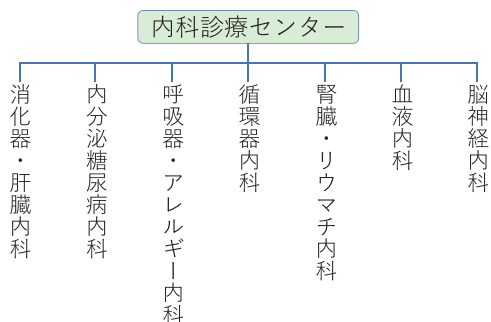 内科診療センター
消化器・肝臓内科
内分泌糖尿病内科
呼吸器・アレルギー内科
循環器内科
腎臓・リウマチ内科
血液内科
脳神経内科